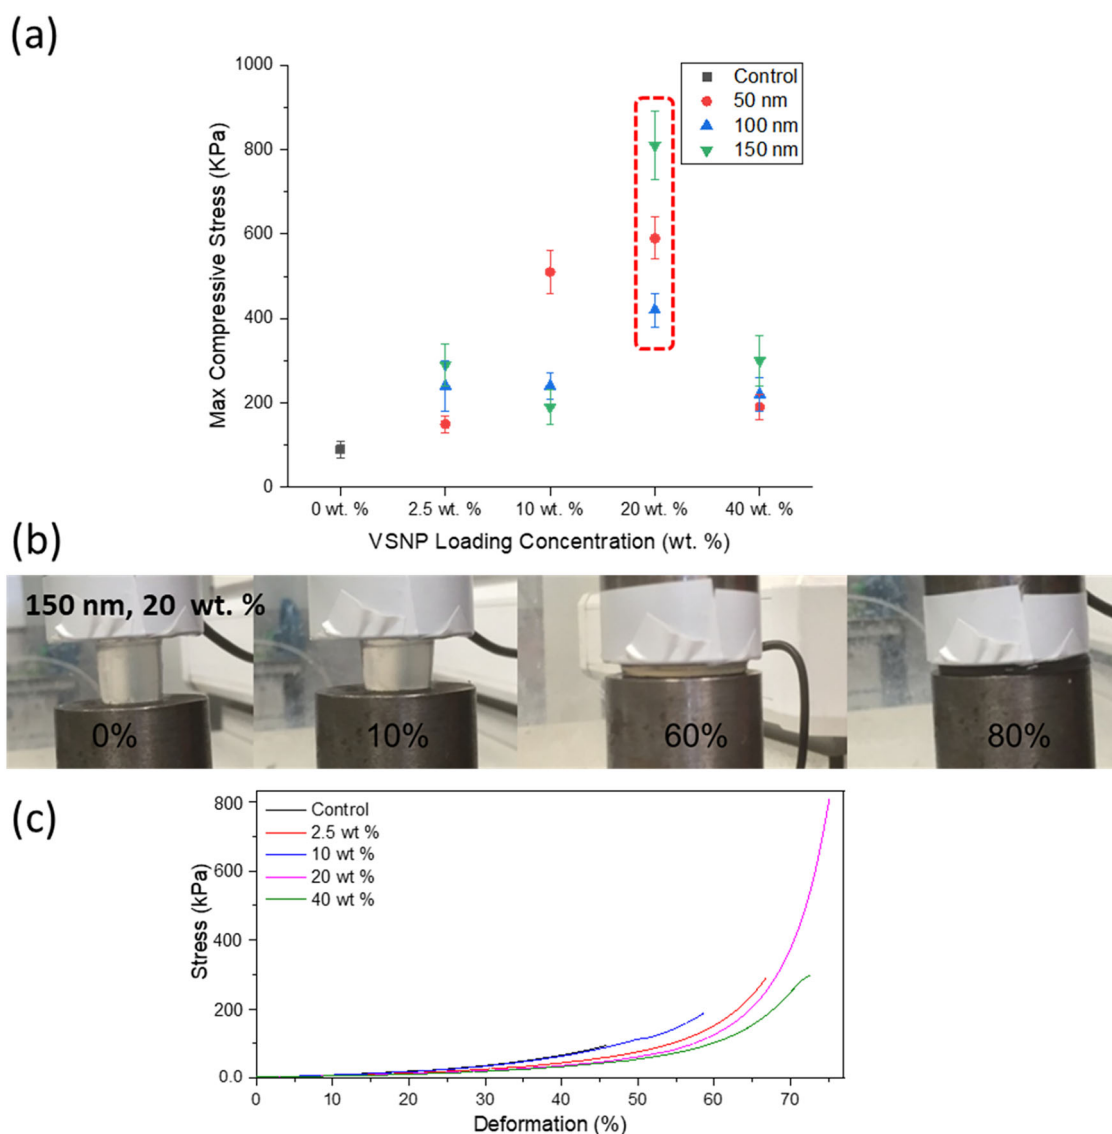 (a)
1000
800
600
400
200
0
Max Compressive Stress (KPa)
Control
50 nm
100 nm
150 nm
0 wt. % 2.5 wt. % 10 wt. % 20 wt. % 40 wt. %
VSNP Loading Concentration (wt. %)
(b)
150 nm, 20 wt. %
0% 10% 60% 80%
(c)
800
600
400
200
0.0
Stress (kPa)
Control
2.5 wt %
10 wt %
20 wt %
40 wt %
0 10 20 30 40 50 60 70
Deformation (%)